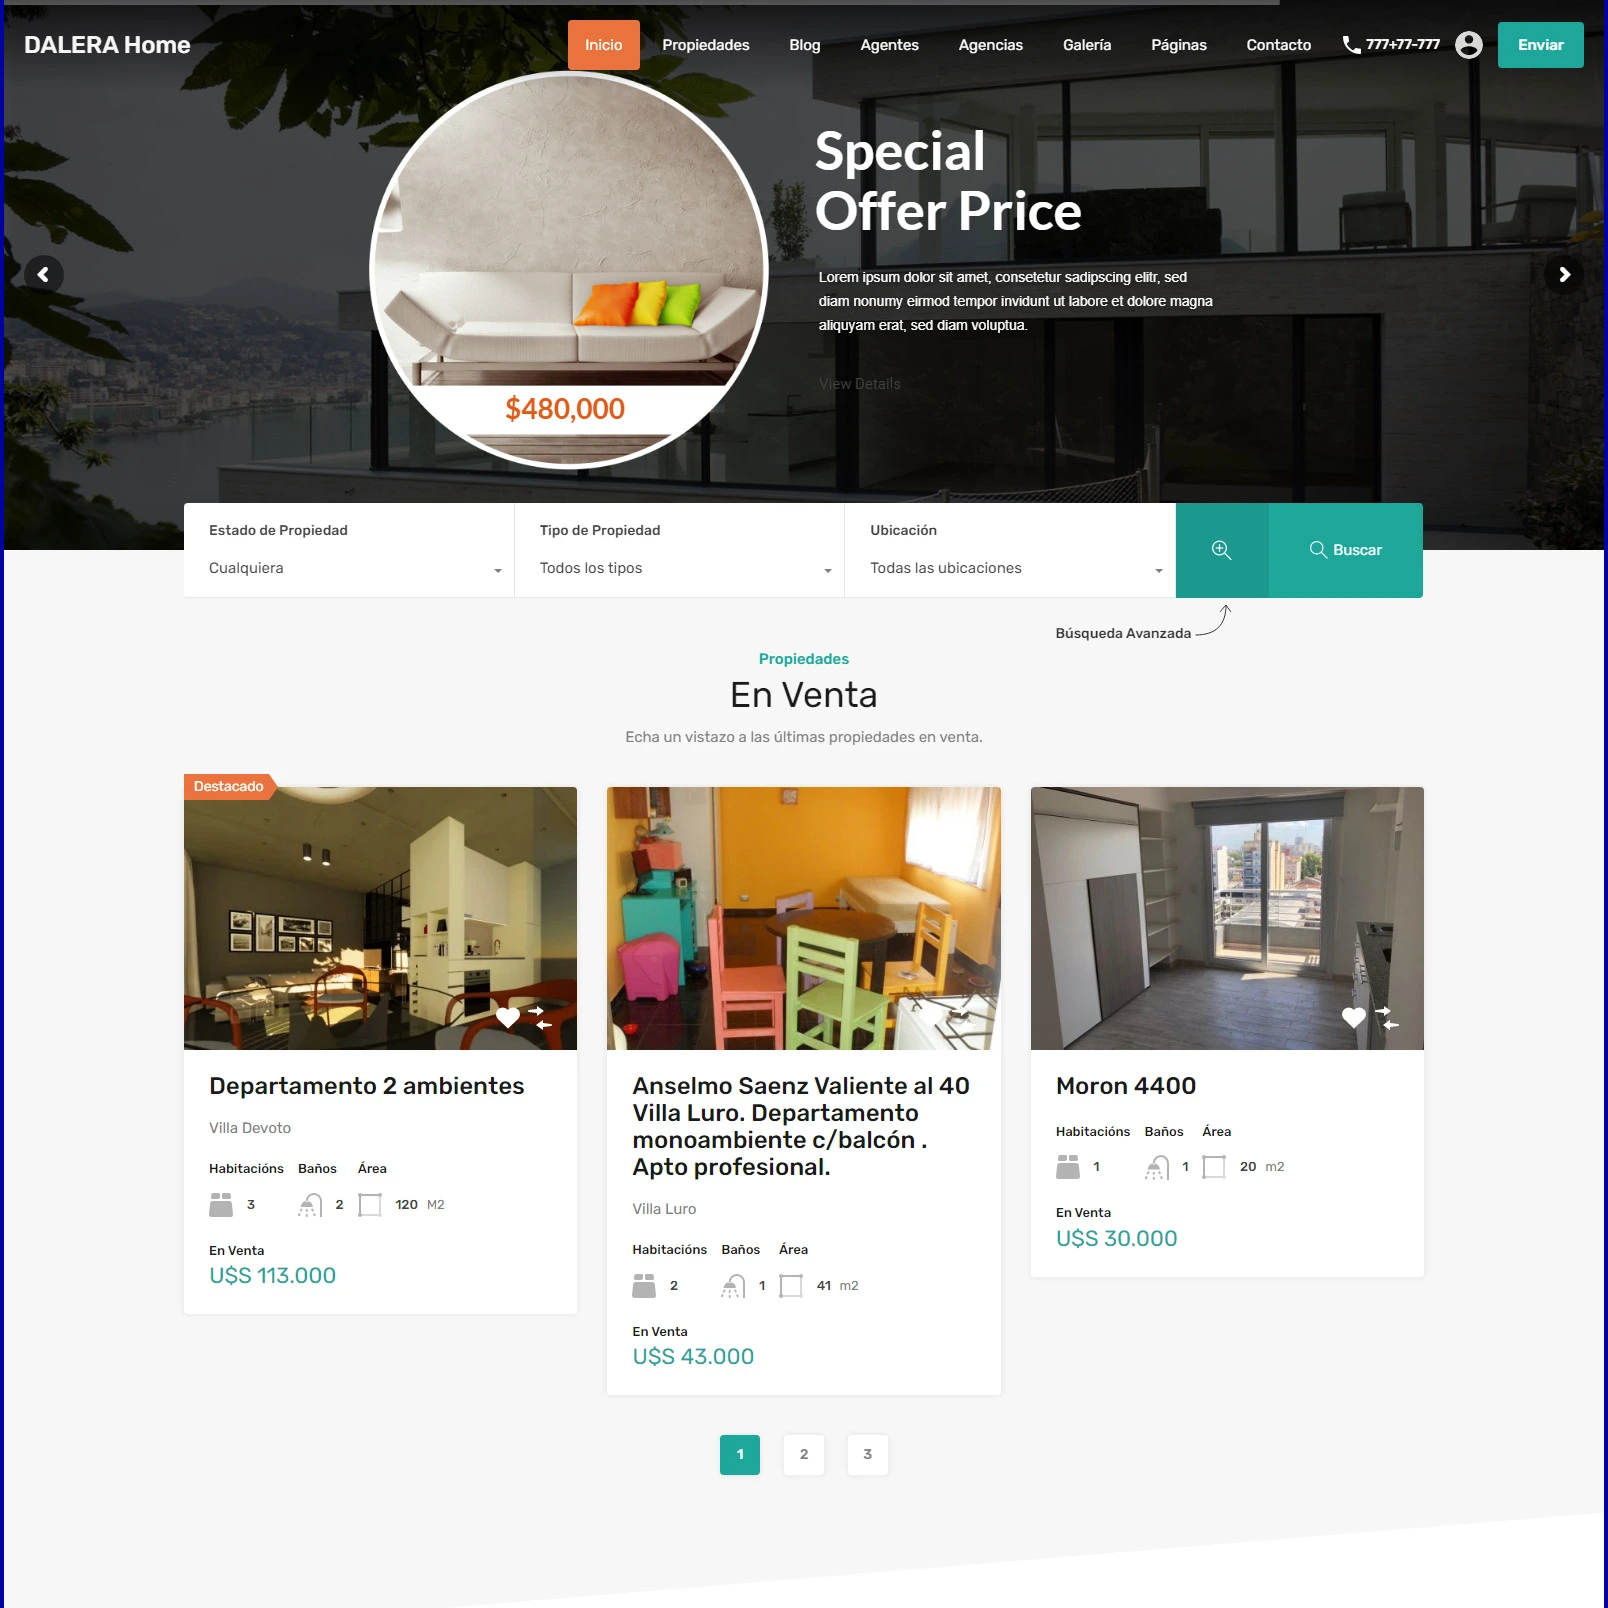 DALERA Home
Inicio
Propiedades
Blog
Agentes
Agencias
Galería
Páginas
Contacto
777+77-777
Enviar
Special
Offer Price
Lorem ipsum dolor sit amet, consetetur sadipscing elitr, sed
diam nonumy eirmod tempor invidunt ut labore et dolore magna
aliquyam erat, sed diam voluptua.
View Details
$480,000
Estado de Propiedad
Cualquiera
Tipo de Propiedad
Todos los tipos
Ubicación
Todas las ubicaciones
Buscar
Búsqueda Avanzada
Propiedades
En Venta
Echa un vistazo a las últimas propiedades en venta.
Destacado
Departamento 2 ambientes
Villa Devoto
Habitacións Baños Área
3 2 120 M2
En Venta
U$S 113.000
Anselmo Saenz Valiente al 40
Villa Luro. Departamento
monoambiente c/balcón .
Apto profesional.
Villa Luro
Habitacións Baños Área
2 1 41 m2
En Venta
U$S 43.000
Moron 4400
Habitacións Baños Área
1 1 20 m2
En Venta
U$S 30.000
1 2 3